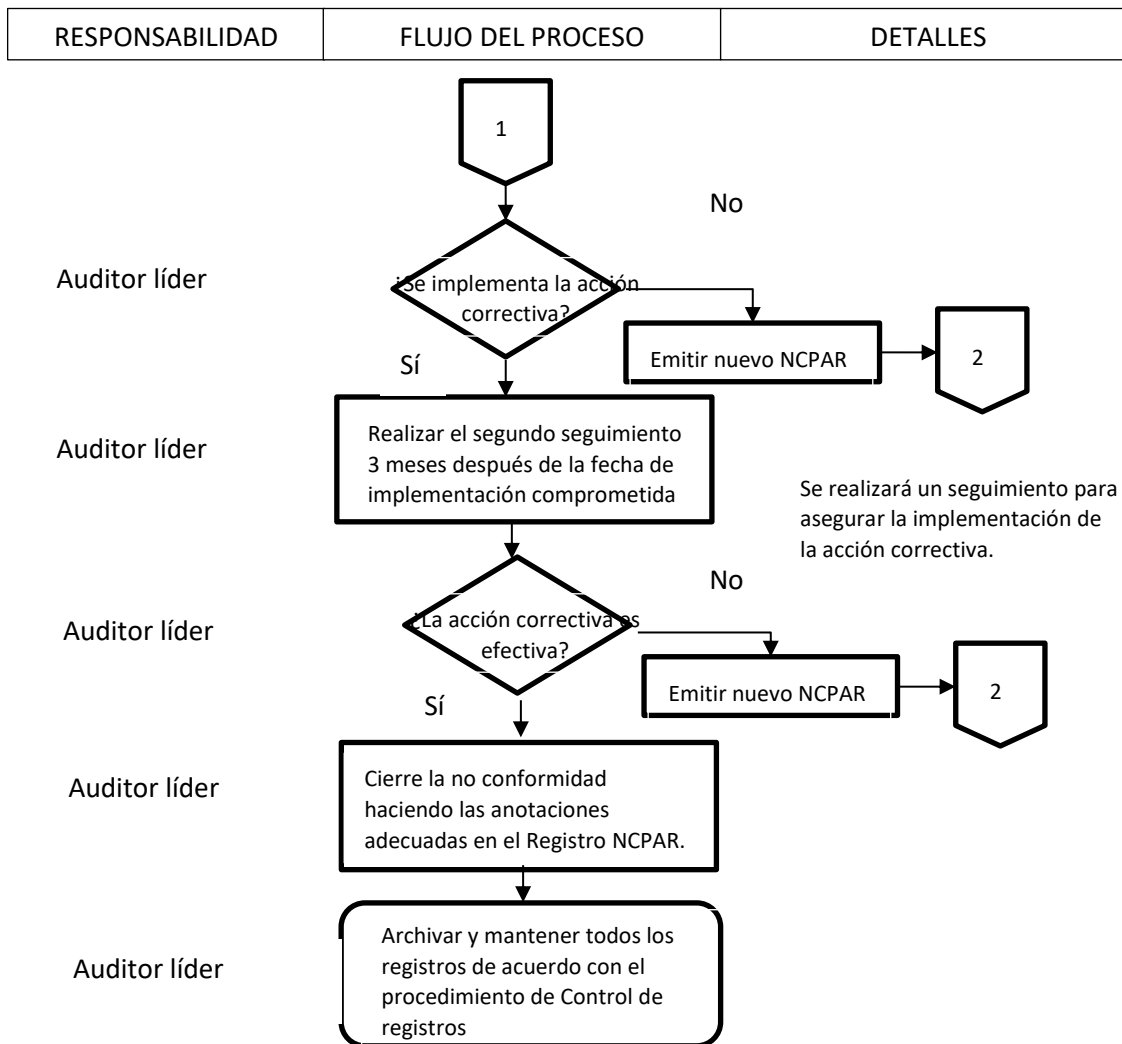 RESPONSABILIDAD
FLUJO DEL PROCESO
DETALLES
1
No
Auditor líder
¿Se implementa la acción
correctiva?
Emitir nuevo NCPAR
2
Sí
Auditor líder
Realizar el segundo seguimiento
3 meses después de la fecha de
implementación comprometida
Se realizará un seguimiento para
asegurar la implementación de
la acción correctiva.
No
Auditor líder
¿La acción correctiva es
efectiva?
Emitir nuevo NCPAR
2
Sí
Auditor líder
Cierre la no conformidad
haciendo las anotaciones
adecuadas en el Registro NCPAR.
Auditor líder
Archivar y mantener todos los
registros de acuerdo con el
procedimiento de Control de
registros